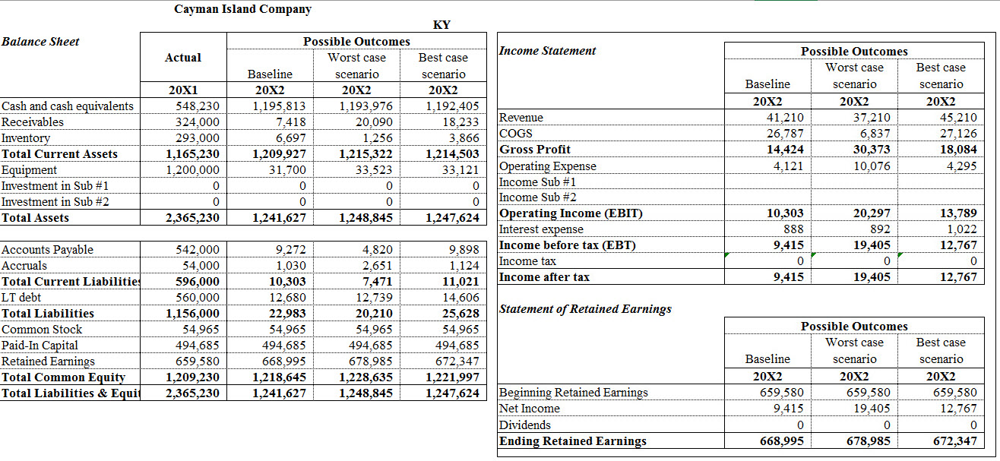 Cayman Island Company
KY
Balance Sheet
Possible Outcomes
Actual
Baseline
Worst case scenario
Best case scenario
20X1 20X2 20X2 20X2
Cash and cash equivalents 548,230 1,195,813 1,193,976 1,192,405
Receivables 324,000 7,418 20,090 18,233
Inventory 293,000 6,697 1,256 3,866
Total Current Assets 1,165,230 1,209,927 1,215,322 1,214,503
Equipment 1,200,000 31,700 33,523 33,121
Investment in Sub #1 0 0 0 0
Investment in Sub #2 0 0 0 0
Total Assets 2,365,230 1,241,627 1,248,845 1,247,624
Accounts Payable 542,000 9,272 4,820 9,898
Accruals 54,000 1,030 2,651 1,124
Total Current Liabilities 596,000 10,303 7,471 11,021
LT debt 560,000 12,680 12,739 14,606
Total Liabilities 1,156,000 22,983 20,210 25,628
Common Stock 54,965 54,965 54,965 54,965
Paid-In Capital 494,685 494,685 494,685 494,685
Retained Earnings 659,580 668,995 678,985 672,347
Total Common Equity 1,209,230 1,218,645 1,228,635 1,221,997
Total Liabilities & Equit 2,365,230 1,241,627 1,248,845 1,247,624
Income Statement
Possible Outcomes
Baseline
Worst case scenario
Best case scenario
20X2 20X2 20X2
Revenue 41,210 37,210 45,210
COGS 26,787 6,837 27,126
Gross Profit 14,424 30,373 18,084
Operating Expense 4,121 10,076 4,295
Income Sub #1
Income Sub #2
Operating Income (EBIT) 10,303 20,297 13,789
Interest expense 888 892 1,022
Income before tax (EBT) 9,415 19,405 12,767
Income tax 0 0 0
Income after tax 9,415 19,405 12,767
Statement of Retained Earnings
Possible Outcomes
Baseline
Worst case scenario
Best case scenario
20X2 20X2 20X2
Beginning Retained Earnings 659,580 659,580 659,580
Net Income 9,415 19,405 12,767
Dividends 0 0 0
Ending Retained Earnings 668,995 678,985 672,347